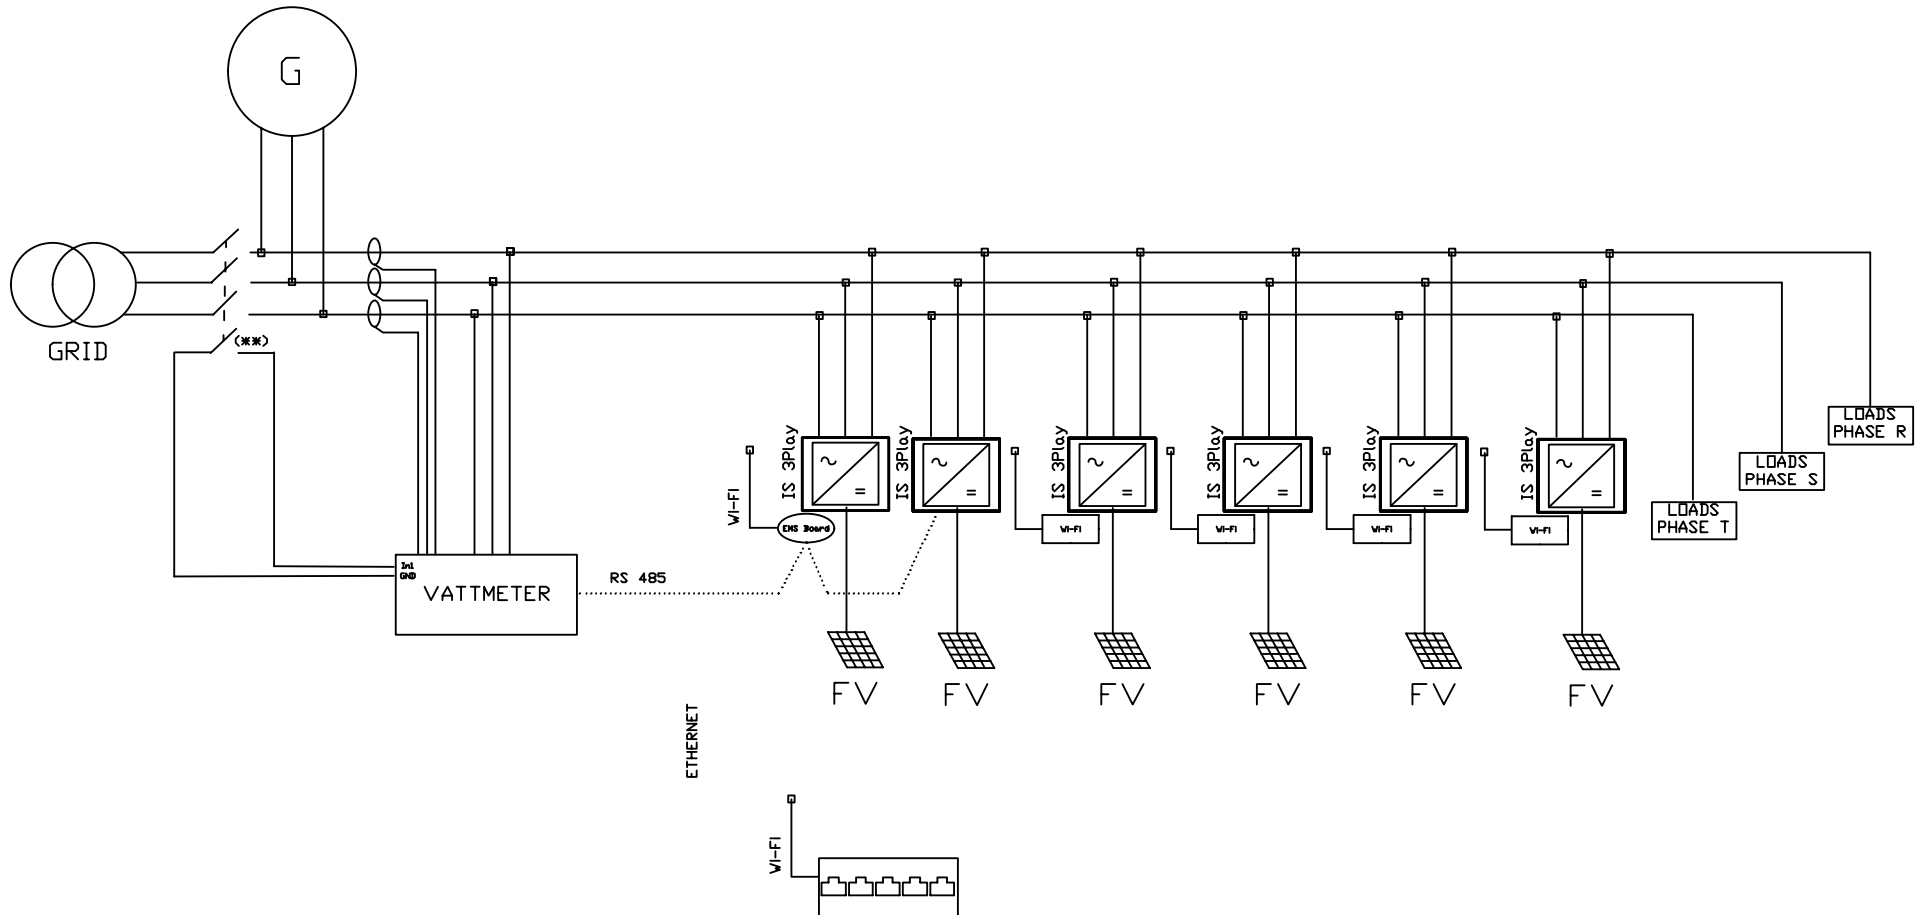 G
GRID
(**)
In1
GND
VATTMETER
RS 485
WI-FI
IS 3Play
EMS Board
IS 3Play
IS 3Play
WI-FI
IS 3Play
WI-FI
IS 3Play
WI-FI
IS 3Play
WI-FI
LOADS
PHASE R
LOADS
PHASE S
LOADS
PHASE T
FV
FV
FV
FV
FV
FV
ETHERNET
WI-FI